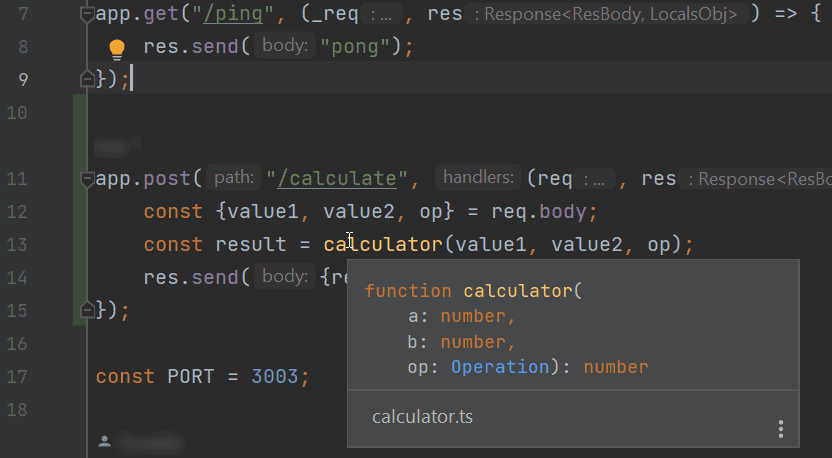 7 app.get("/ping", (_req : ... , res : Response<ResBody, LocalsObj> ) => {
8 res.send( body: "pong");
9 });
10
11 app.post( path: "/calculate", handlers: (req : ... , res : Response<ResBo
12 const {value1, value2, op} = req.body;
13 const result = calculator(value1, value2, op);
14 res.send( body: {re
function calculator(
15 });
a: number,
16
b: number,
17 const PORT = 3003;
op: Operation): number
18
calculator.ts